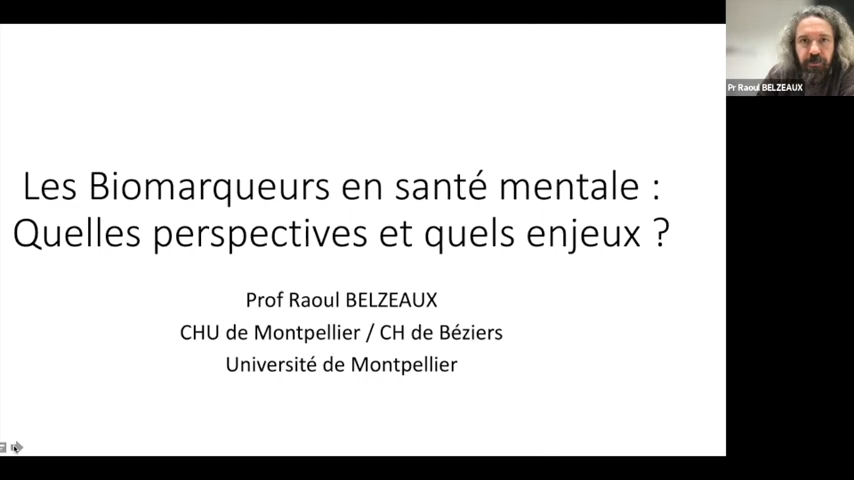 Les Biomarqueurs en santé mentale :
Quelles perspectives et quels enjeux ?
Prof Raoul BELZEAUX
CHU de Montpellier / CH de Béziers
Université de Montpellier
Pr Raoul BELZEAUX